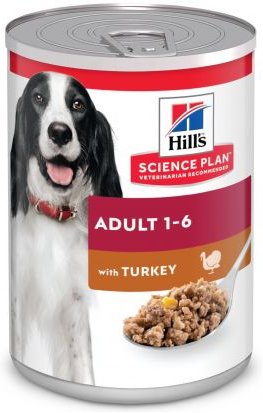 Hill's
SCIENCE PLAN
VETERINARIAN RECOMMENDED
ADULT 1-6
with TURKEY